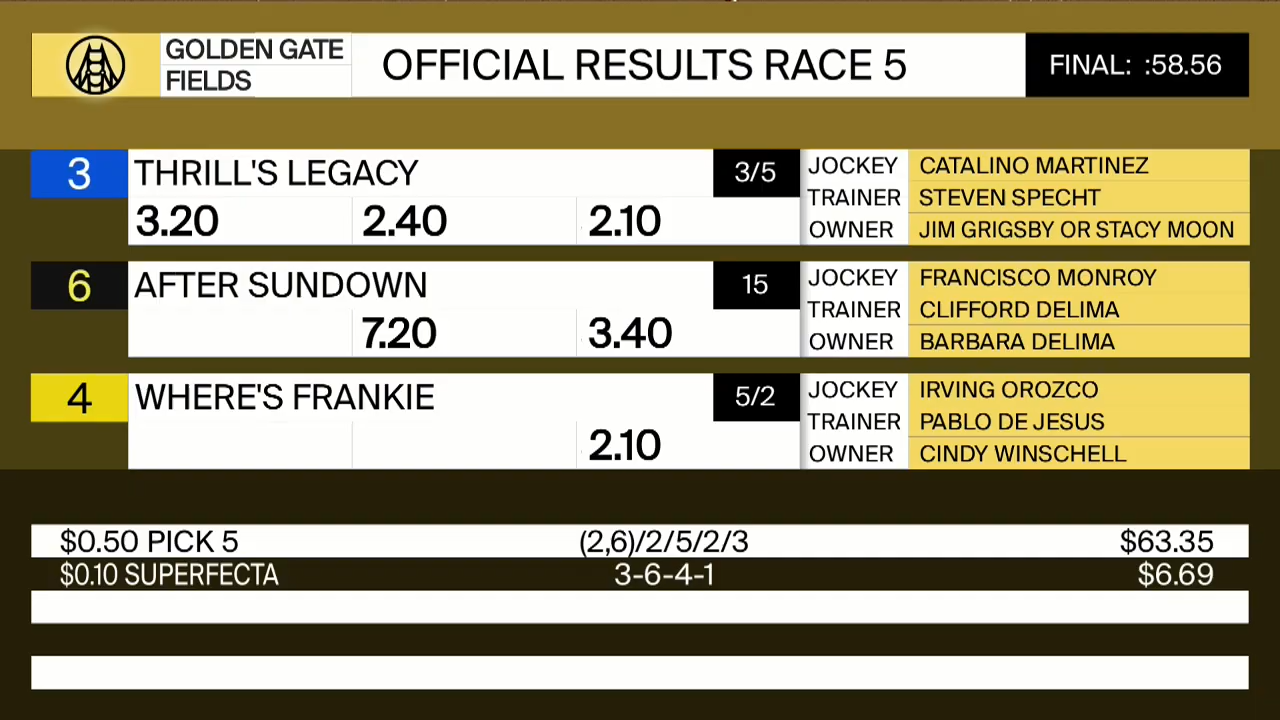 GOLDEN GATE
FIELDS
OFFICIAL RESULTS RACE 5
FINAL: :58.56
3 THRILL'S LEGACY 3/5
3.20 2.40 2.10
JOCKEY CATALINO MARTINEZ
TRAINER STEVEN SPECHT
OWNER JIM GRIGSBY OR STACY MOON
6 AFTER SUNDOWN 15
7.20 3.40
JOCKEY FRANCISCO MONROY
TRAINER CLIFFORD DELIMA
OWNER BARBARA DELIMA
4 WHERE'S FRANKIE 5/2
2.10
JOCKEY IRVING OROZCO
TRAINER PABLO DE JESUS
OWNER CINDY WINSCHELL
$0.50 PICK 5 (2,6)/2/5/2/3 $63.35
$0.10 SUPERFECTA 3-6-4-1 $6.69